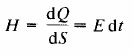 H = dQ/dS = E dt